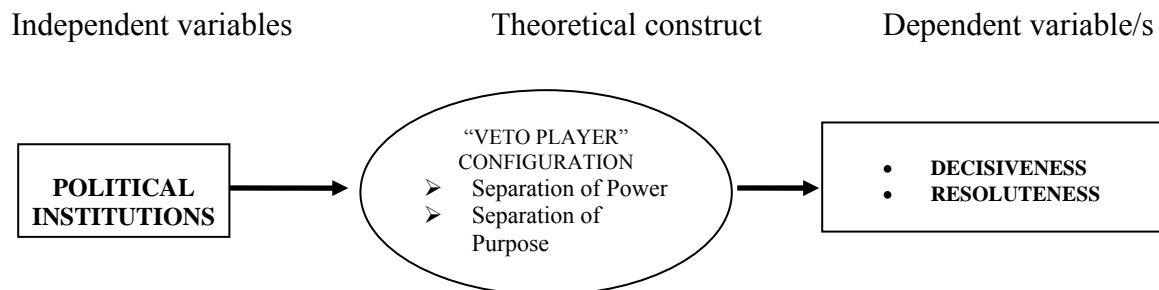 Independent variables
Theoretical construct
Dependent variable/s
POLITICAL
INSTITUTIONS
“VETO PLAYER”
CONFIGURATION
➢ Separation of Power
➢ Separation of
Purpose
• DECISIVENESS
• RESOLUTENESS